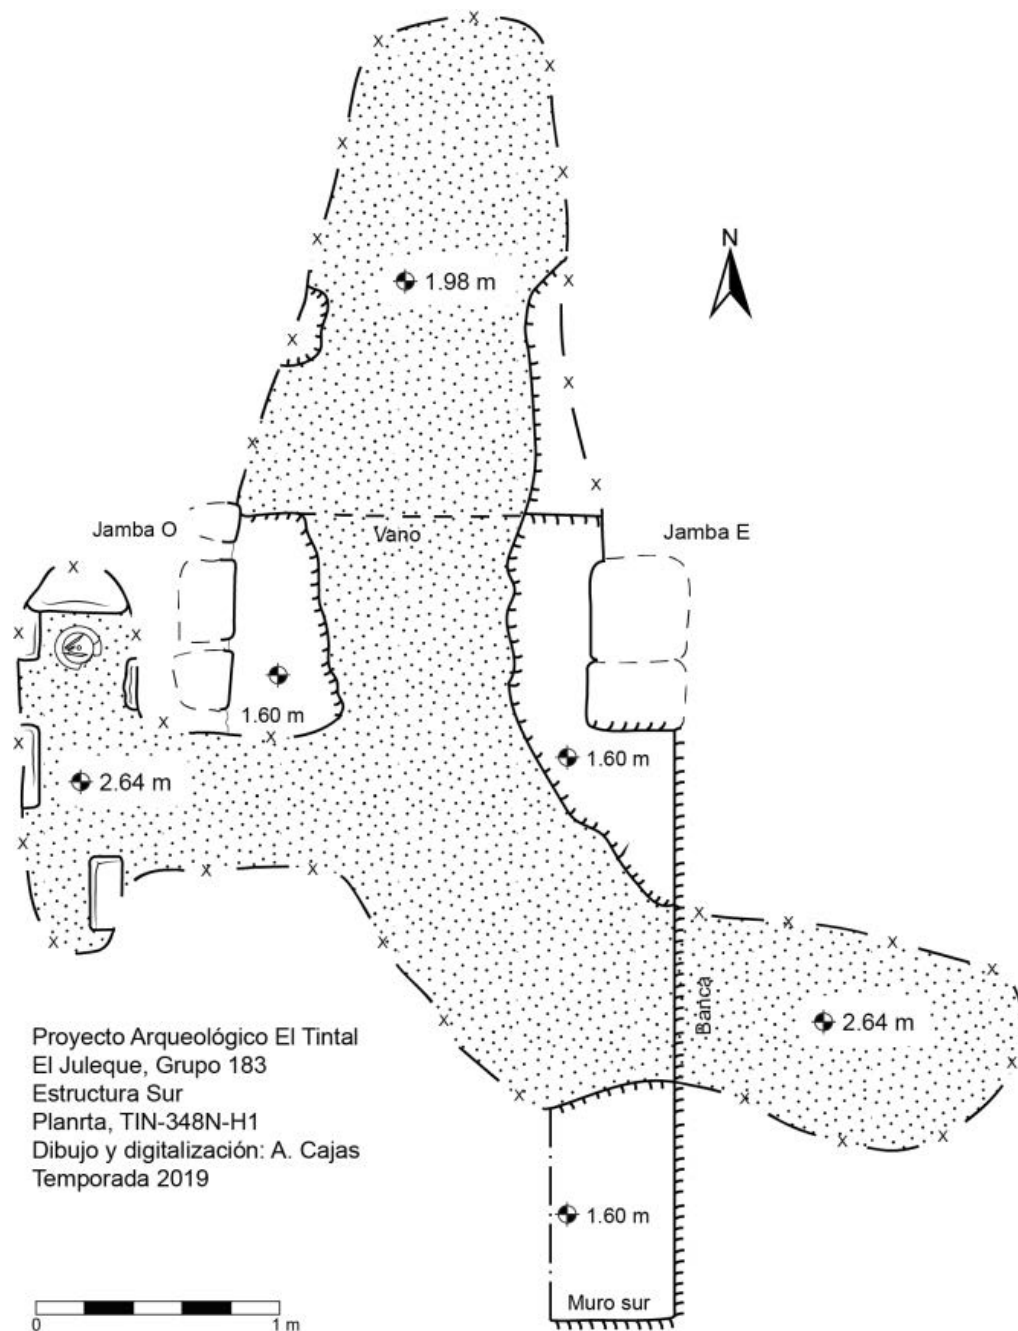 N
1.98 m
Jamba O
Vano
Jamba E
1.60 m
1.60 m
2.64 m
Banca
2.64 m
Proyecto Arqueológico El Tintal
El Juleque, Grupo 183
Estructura Sur
Planrta, TIN-348N-H1
Dibujo y digitalización: A. Cajas
Temporada 2019
1.60 m
Muro sur
0
1 m